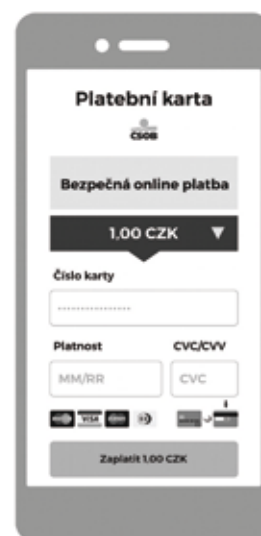 Platební karta
ČSOB
Bezpečná online platba
1,00 CZK
Číslo karty
Platnost CVC/CVV
MM/RR CVC
VISA
Zaplatit 1,00 CZK